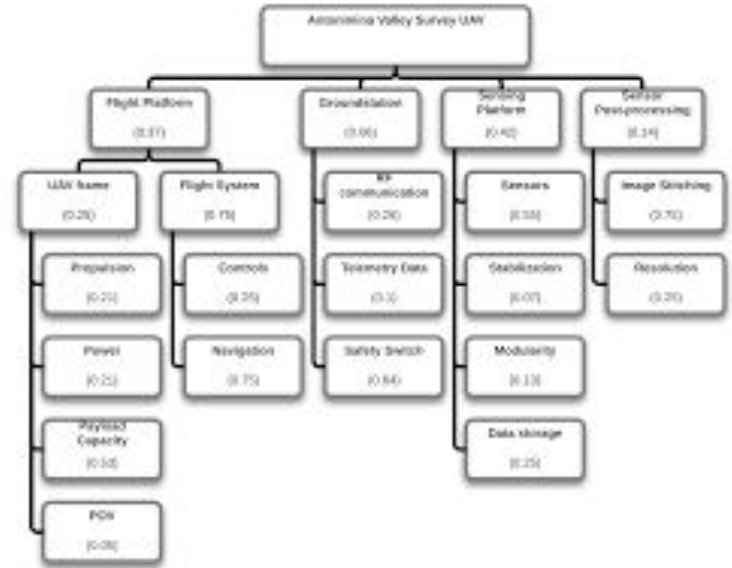 Valley Survey UAV
Flight Platform
(0.37)
Groundstation
(0.06)
Sensing
Platform
(0.42)
Sensor
Post-processing
(0.14)
UAV frame
(0.25)
Flight System
(0.75)
RF
communication
(0.26)
Sensors
Image Stitching
(0.75)
Propulsion
(0.21)
Controls
(0.25)
Telemetry Data
(0.1)
Stabilization
(0.07)
Resolution
(0.25)
Power
(0.21)
Navigation
(0.75)
Safety Switch
(0.64)
Modularity
(0.13)
Payload
Capacity
Data storage
(0.25)